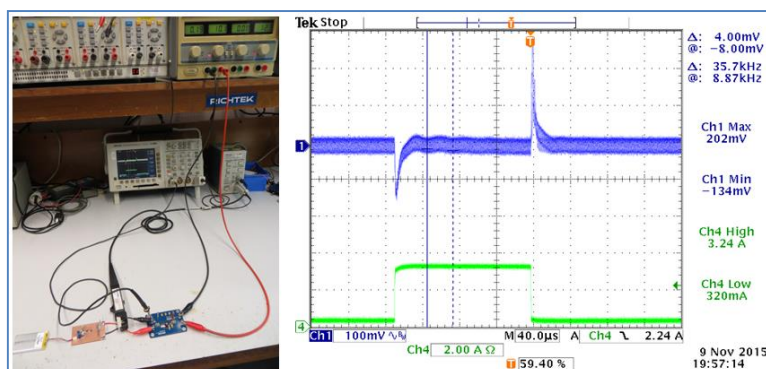 RICHTEK
Tek Stop
Δ: 4.00mV
@: -8.00mV
Δ: 35.7kHz
@: 8.87kHz
Ch1 Max
202mV
Ch1 Min
-134mV
Ch4 High
3.24 A
Ch4 Low
320mA
T
T
1
4
Ch1 100mV M 40.0μs A Ch4 2.24 A
Ch4 2.00 A Ω
T 59.40 %
9 Nov 2015
19:57:14